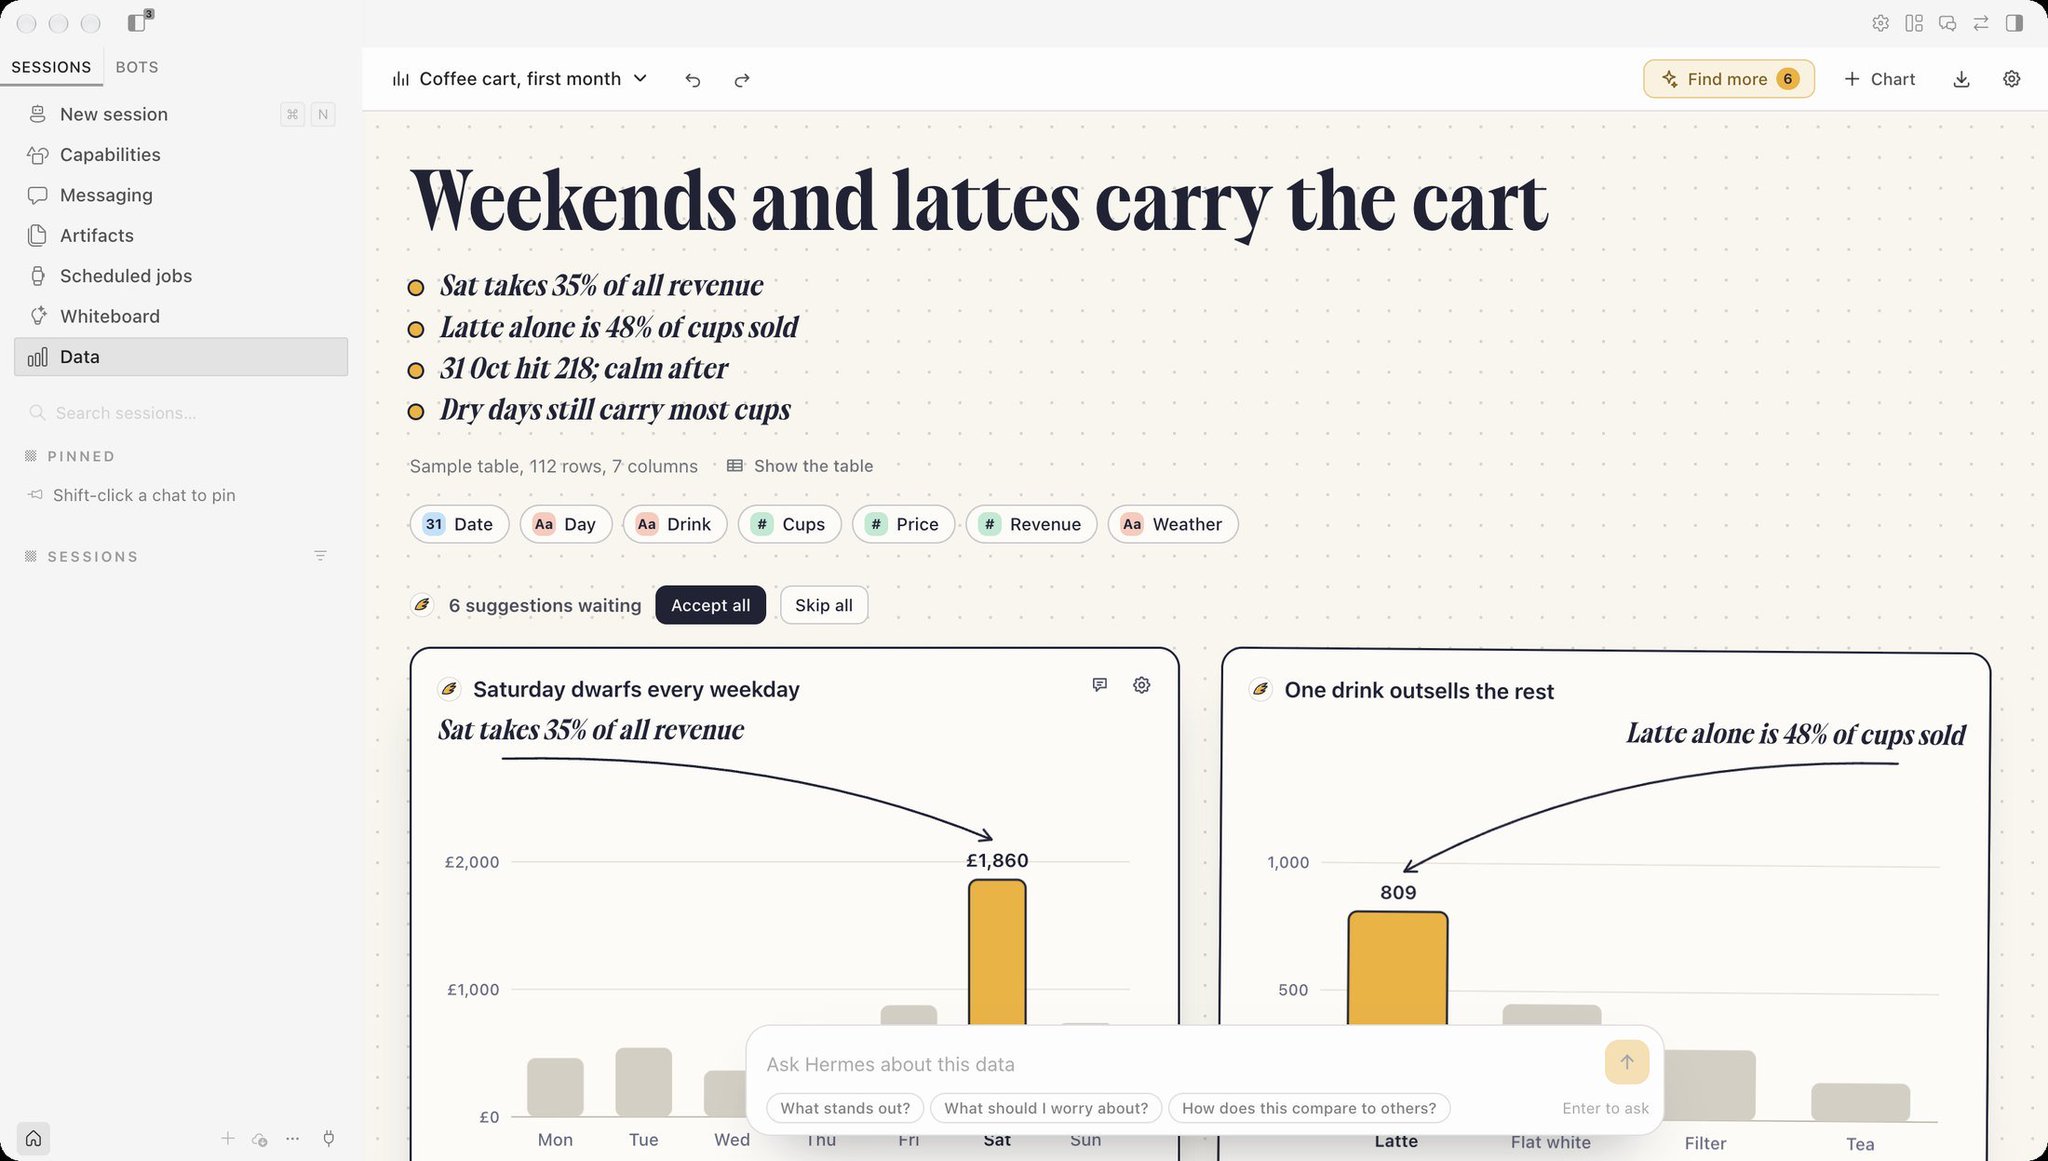 3
SESSIONS BOTS
New session ⌘ N
Capabilities
Messaging
Artifacts
Scheduled jobs
Whiteboard
Data
Search sessions...
PINNED
Shift-click a chat to pin
SESSIONS
Coffee cart, first month
Find more 6
+ Chart
Weekends and lattes carry the cart
Sat takes 35% of all revenue
Latte alone is 48% of cups sold
31 Oct hit 218; calm after
Dry days still carry most cups
Sample table, 112 rows, 7 columns Show the table
31 Date Aa Day Aa Drink # Cups # Price # Revenue Aa Weather
6 suggestions waiting Accept all Skip all
Saturday dwarfs every weekday
Sat takes 35% of all revenue
£2,000
£1,860
£1,000
£0
Mon Tue Wed Thu Fri Sat Sun
One drink outsells the rest
Latte alone is 48% of cups sold
1,000
809
500
Latte Flat white Filter Tea
Ask Hermes about this data
What stands out? What should I worry about? How does this compare to others? Enter to ask